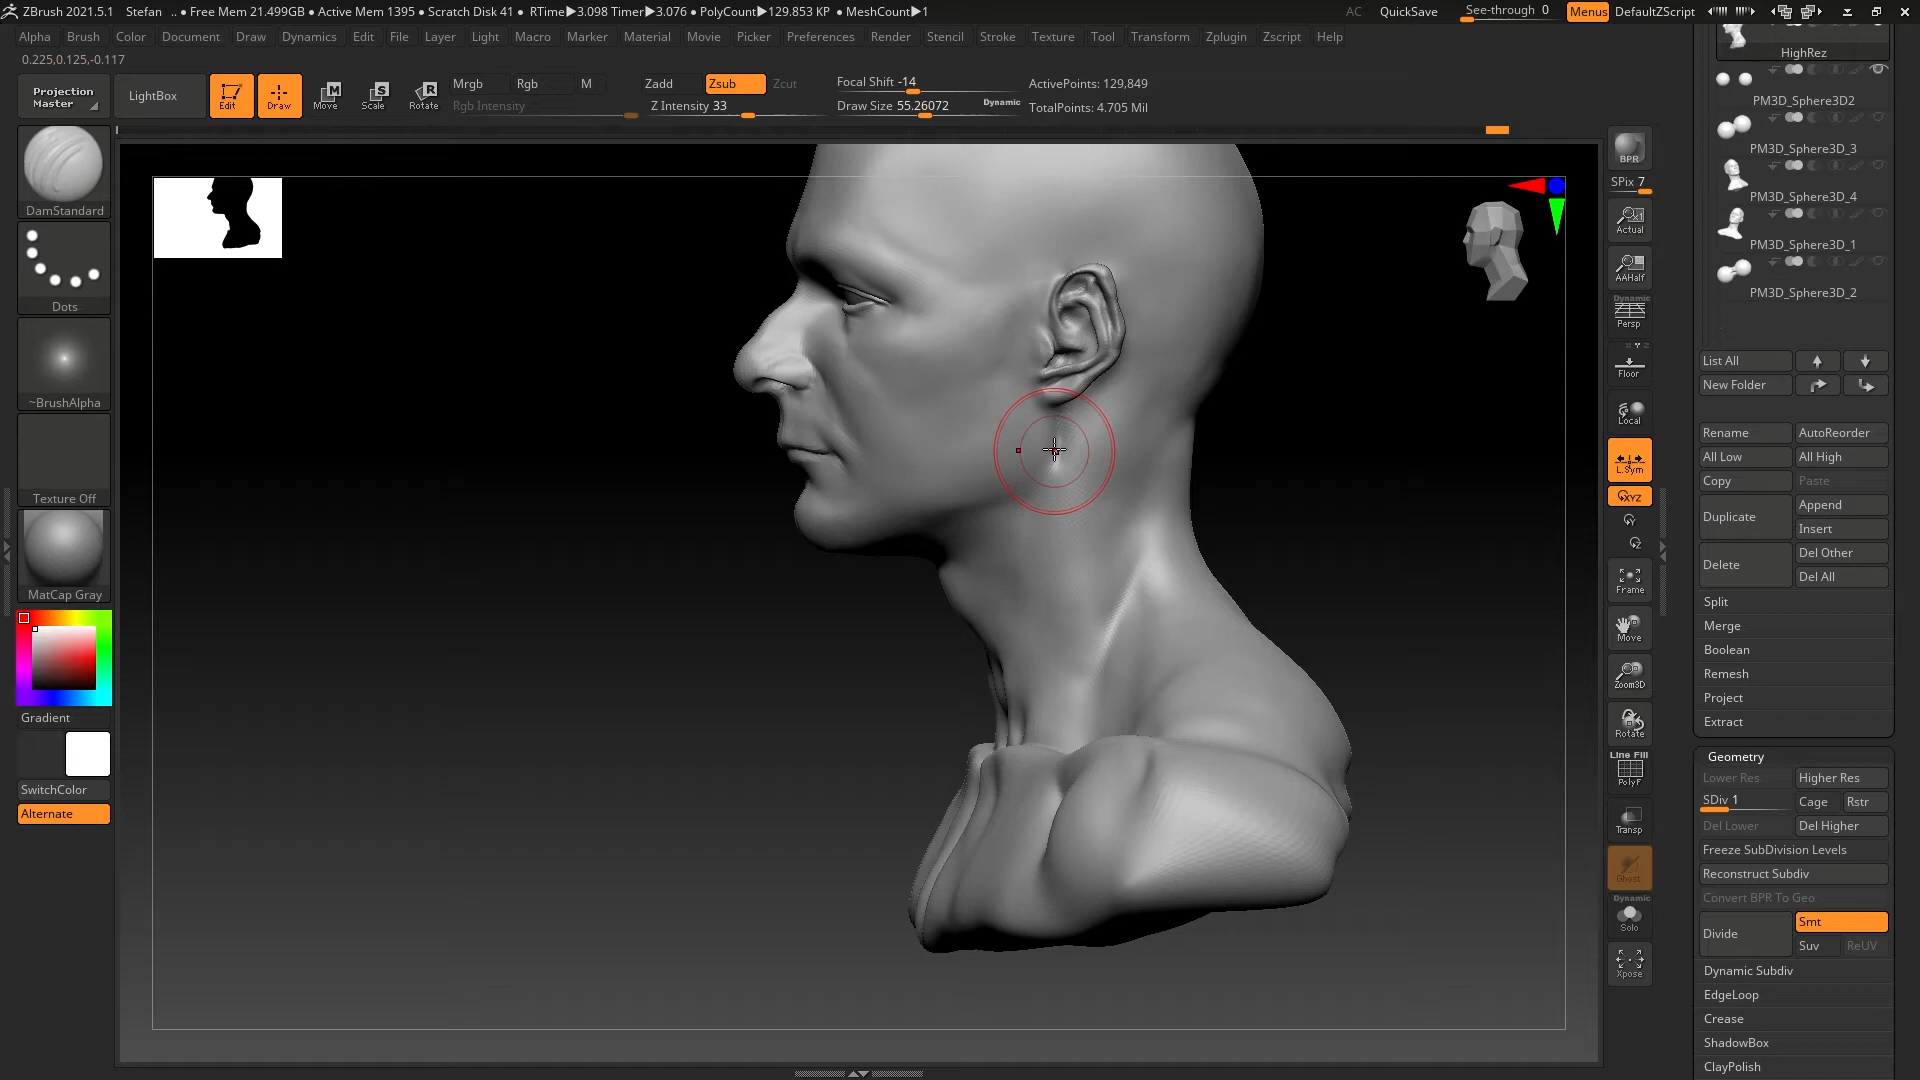 ZBrush 2021.5.1 Stefan .. ● Free Mem 21.499GB ● Active Mem 1395 ● Scratch Disk 41 ● RTime▶3.098 Timer▶3.076 ● PolyCount▶129.853 KP ● MeshCount▶1 AC QuickSave See-through 0 Menus DefaultZScript
Alpha Brush Color Document Draw Dynamics Edit File Layer Light Macro Marker Material Movie Picker Preferences Render Stencil Stroke Texture Tool Transform Zplugin Zscript Help
0.225,0.125,-0.117
Projection Master
LightBox
Edit
Draw
M
Move
S
Scale
R
Rotate
Mrgb Rgb M
Rgb Intensity
Zadd Zsub Zcut
Z Intensity 33
Focal Shift -14
Draw Size 55.26072 Dynamic
ActivePoints: 129,849
TotalPoints: 4.705 Mil
DamStandard
Dots
~BrushAlpha
Texture Off
MatCap Gray
Gradient
SwitchColor
Alternate
BPR
SPix 7
Actual
AAHalf
Dynamic
Persp
Floor
Local
L.Sym
XYZ
Y
Z
Frame
Move
Zoom3D
Rotate
Line Fill
PolyF
Transp
Ghost
Dynamic
Solo
Xpose
HighRez
PM3D_Sphere3D2
PM3D_Sphere3D_3
PM3D_Sphere3D_4
PM3D_Sphere3D_1
PM3D_Sphere3D_2
List All
New Folder
Rename AutoReorder
All Low All High
Copy Paste
Duplicate Append
Insert
Delete Del Other
Del All
Split
Merge
Boolean
Remesh
Project
Extract
Geometry
Lower Res Higher Res
SDiv 1 Cage Rstr
Del Lower Del Higher
Freeze SubDivision Levels
Reconstruct Subdiv
Convert BPR To Geo
Divide Smt
Suv ReUV
Dynamic Subdiv
EdgeLoop
Crease
ShadowBox
ClayPolish